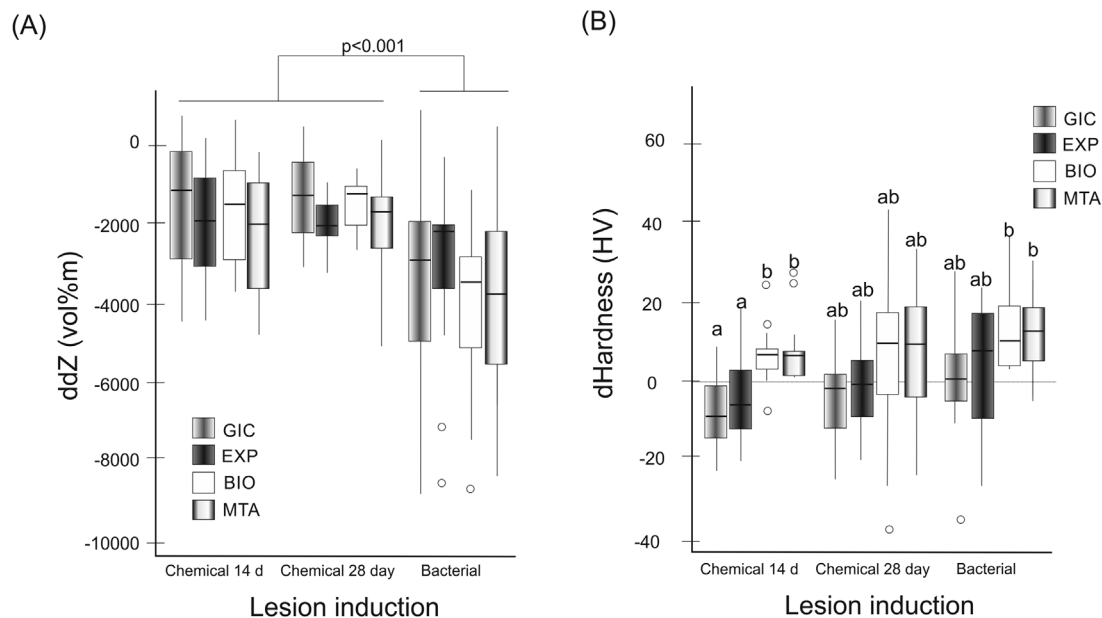 (A)
p<0.001
0
-2000
-4000
-6000
-8000
-10000
ddZ (vol%m)
GIC
EXP
BIO
MTA
Chemical 14 d
Chemical 28 day
Bacterial
Lesion induction
(B)
60
40
20
0
-20
-40
dHardness (HV)
GIC
EXP
BIO
MTA
a
a
b
b
ab
ab
ab
ab
ab
ab
b
b
Chemical 14 d
Chemical 28 day
Bacterial
Lesion induction